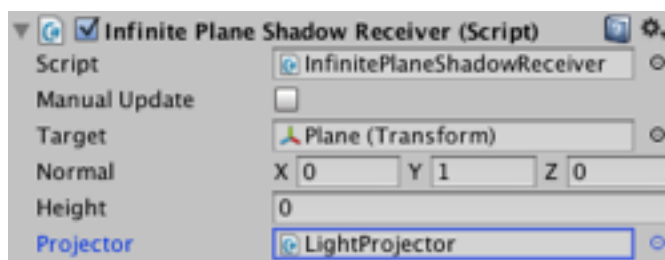 Infinite Plane Shadow Receiver (Script)
Script InfinitePlaneShadowReceiver
Manual Update
Target Plane (Transform)
Normal X 0 Y 1 Z 0
Height 0
Projector LightProjector